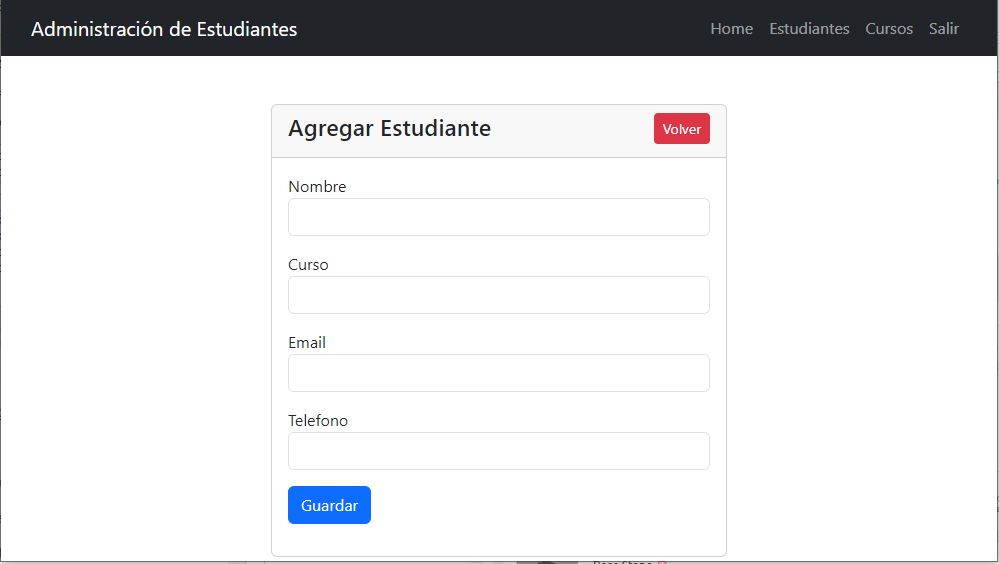 Administración de Estudiantes Home Estudiantes Cursos Salir
Agregar Estudiante Volver
Nombre
Curso
Email
Telefono
Guardar